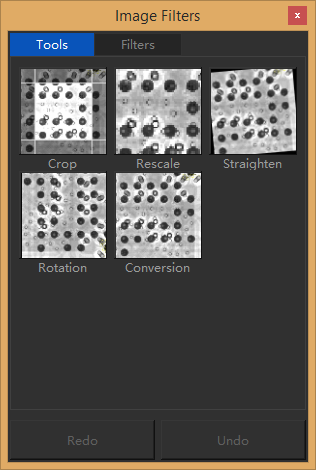 Image Filters
x
Tools Filters
Crop Rescale Straighten
Rotation Conversion
Redo Undo